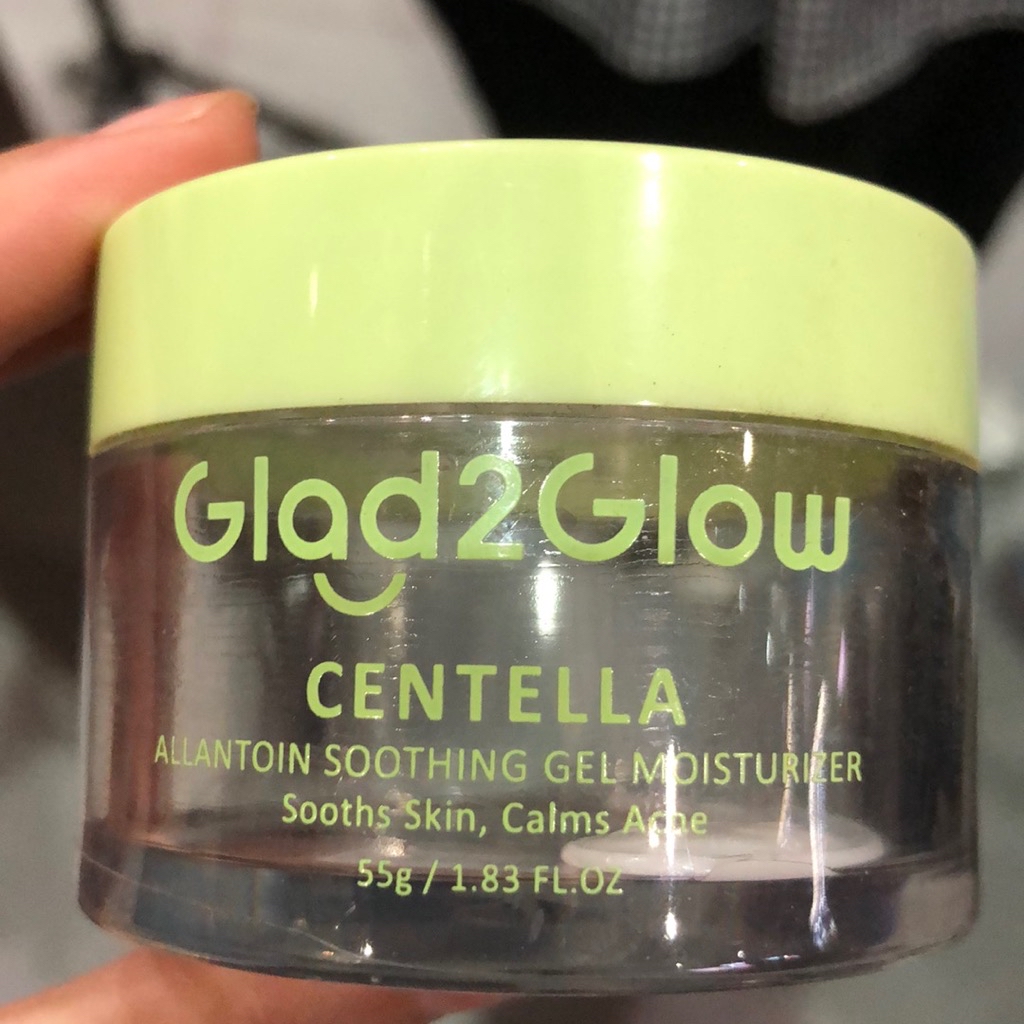 Glad2Glow
CENTELLA
ALLANTOIN SOOTHING GEL MOISTURIZER
Sooths Skin, Calms Acne
55g / 1.83 FL.OZ